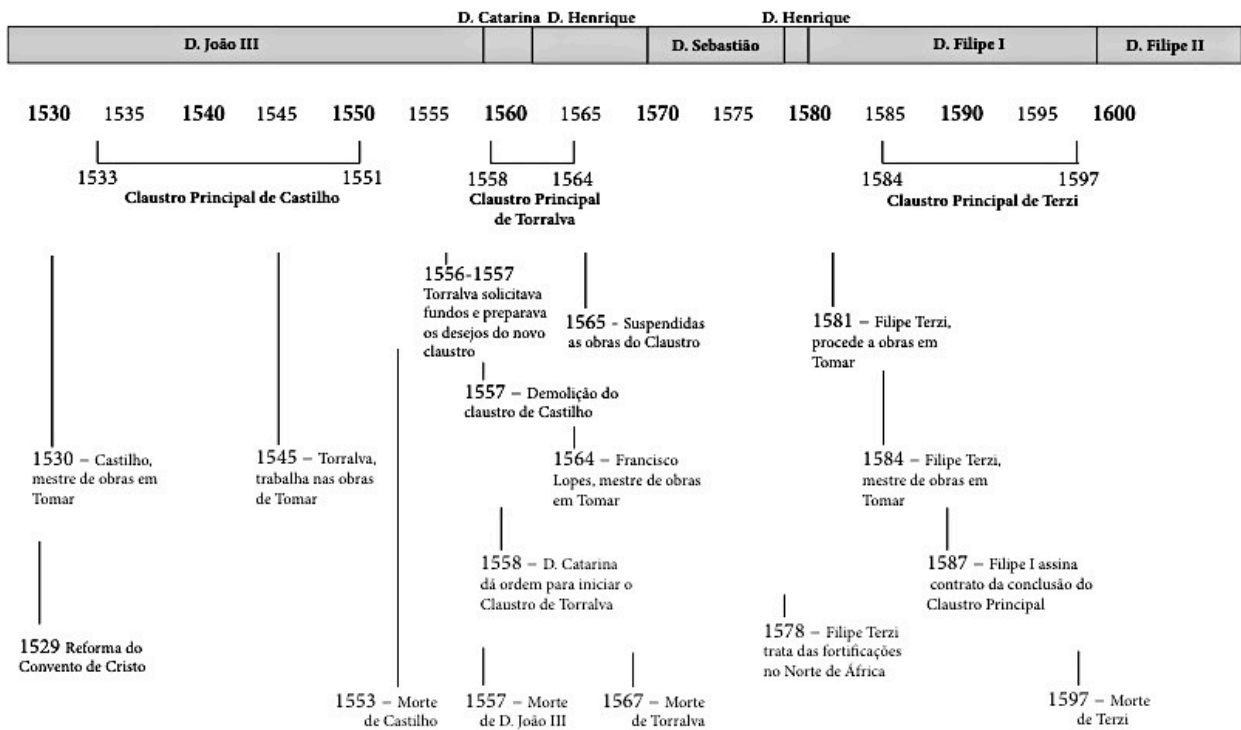 D. Catarina D. Henrique D. Henrique
D. João III D. Sebastião D. Filipe I D. Filipe II
1530 1535 1540 1545 1550 1555 1560 1565 1570 1575 1580 1585 1590 1595 1600
1533 1551
Claustro Principal de Castilho
1558 1564
Claustro Principal
de Torralva
1584 1597
Claustro Principal de Terzi
1556-1557
Torralva solicitava
fundos e preparava
os desejos do novo
claustro
1565 - Suspendidas
as obras do Claustro
1581 – Filipe Terzi,
procede a obras em
Tomar
1557 – Demolição do
claustro de Castilho
1530 – Castilho,
mestre de obras em
Tomar
1545 – Torralva,
trabalha nas obras
de Tomar
1564 – Francisco
Lopes, mestre de obras
em Tomar
1584 – Filipe Terzi,
mestre de obras em
Tomar
1558 – D. Catarina
dá ordem para iniciar o
Claustro de Torralva
1587 – Filipe I assina
contrato da conclusão do
Claustro Principal
1529 Reforma do
Convento de Cristo
1578 – Filipe Terzi
trata das fortificações
no Norte de África
1553 – Morte
de Castilho
1557 – Morte
de D. João III
1567 – Morte
de Torralva
1597 – Morte
de Terzi